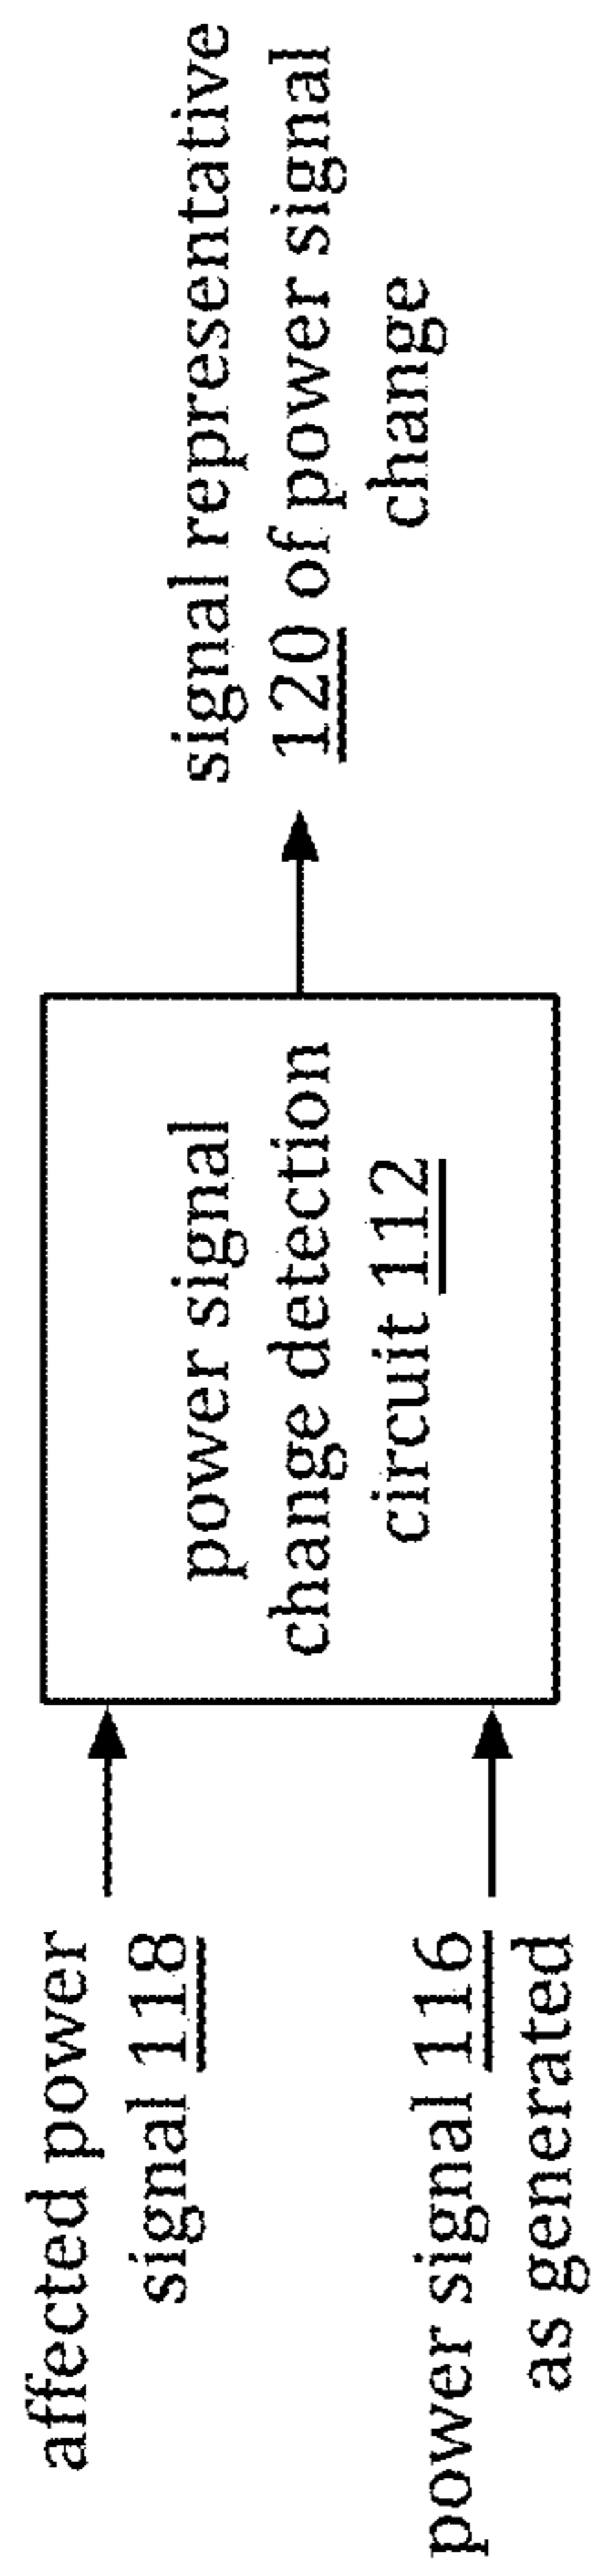 affected power
signal 118
power signal 116
as generated
power signal
change detection
circuit 112
signal representative
120 of power signal
change